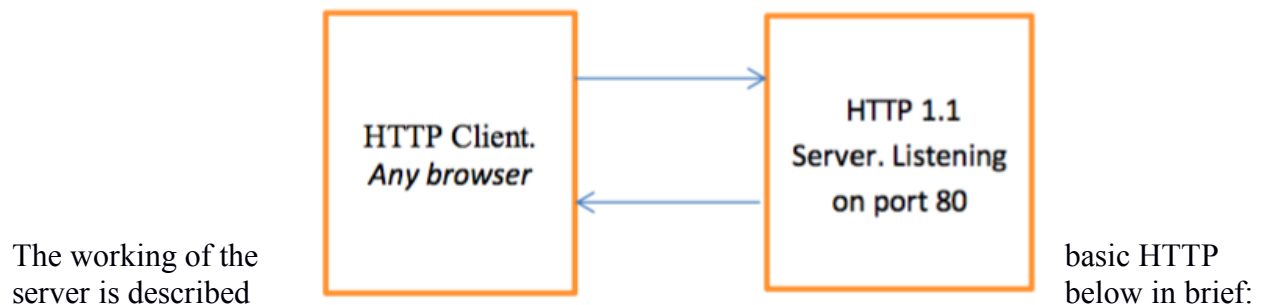 HTTP Client.
Any browser
HTTP 1.1
Server. Listening
on port 80
The working of the basic HTTP
server is described below in brief: